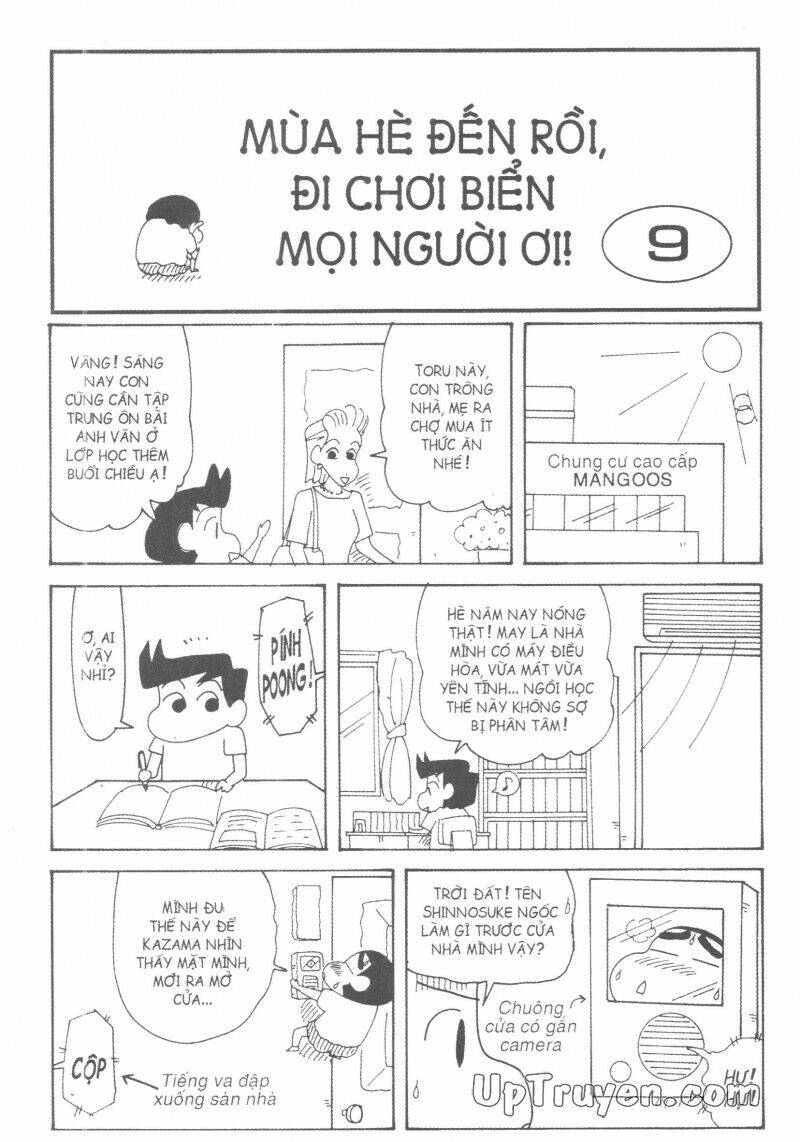 MÙA HÈ ĐẾN RỒI,
ĐI CHƠI BIỂN
MỌI NGƯỜI ƠI!
9
Chung cư cao cấp
MANGOOS
TORU NÀY,
CON TRÔNG
NHÀ, MẸ RA
CHỢ MUA ÍT
THỨC ĂN
NHÉ!
VÂNG! SÁNG
NAY CON
CŨNG CẦN TẬP
TRUNG ÔN BÀI
ANH VĂN Ở
LỚP HỌC THÊM
BUỔI CHIỀU Ạ!
HÈ NĂM NAY NÓNG
THẬT! MAY LÀ NHÀ
MÌNH CÓ MÁY ĐIỀU
HÒA, VỪA MÁT VỪA
YÊN TĨNH... NGỒI HỌC
THẾ NÀY KHÔNG SỢ
BỊ PHÂN TÂM!
PÍNH
POONG!
Ơ, AI
VẬY
NHỈ?
TRỜI ĐẤT! TÊN
SHINNOSUKE NGỐC
LÀM GÌ TRƯỚC CỬA
NHÀ MÌNH VẬY?
Chuông
cửa có gắn
camera
HỰ!
MÌNH ĐU
THẾ NÀY ĐỂ
KAZAMA NHÌN
THẤY MẶT MÌNH,
MỚI RA MỞ
CỬA...
CỘP
Tiếng va đập
xuống sàn nhà
UpTruyen.com